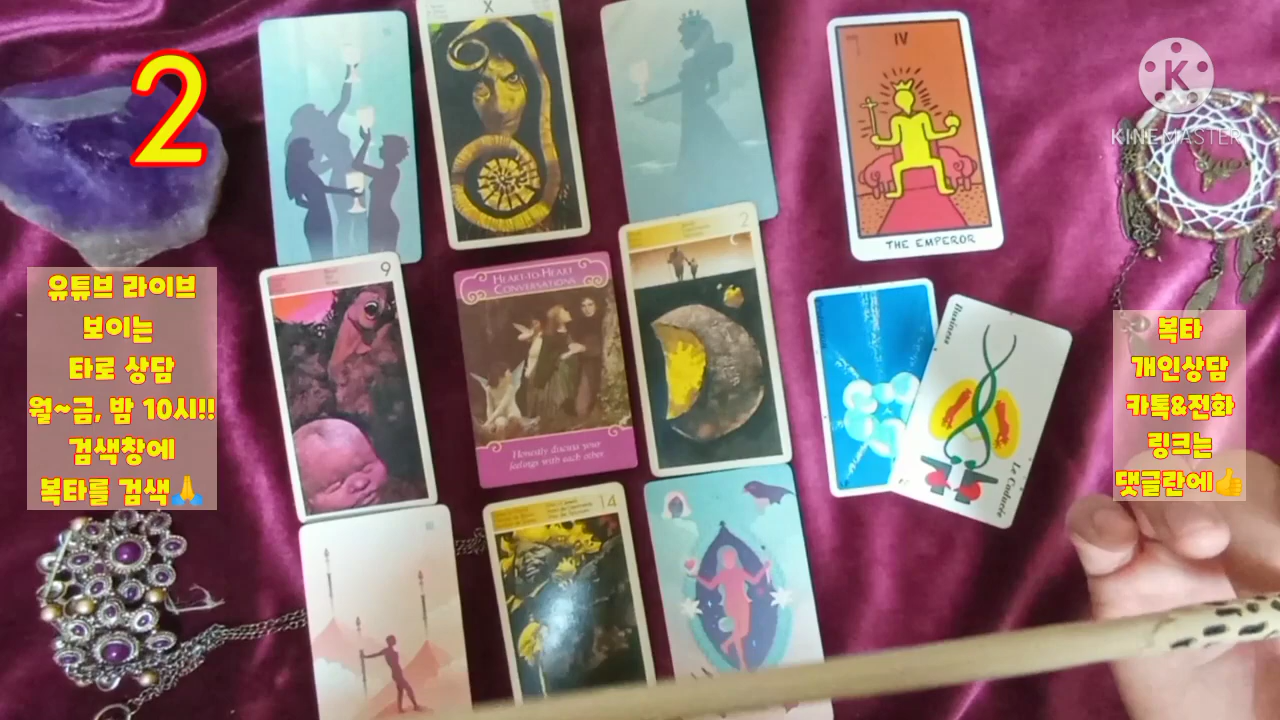 2
유튜브 라이브
보이는
타로 상담
월~금, 밤 10시!!
검색창에
복타를 검색🙏
X
9
HEART-TO-HEART
CONVERSATIONS
Honestly discuss your
feelings with each other
2
14
IV
THE EMPEROR
Le Caducée
K
KINEMASTER
복타
개인상담
카톡&전화
링크는
댓글란에👍